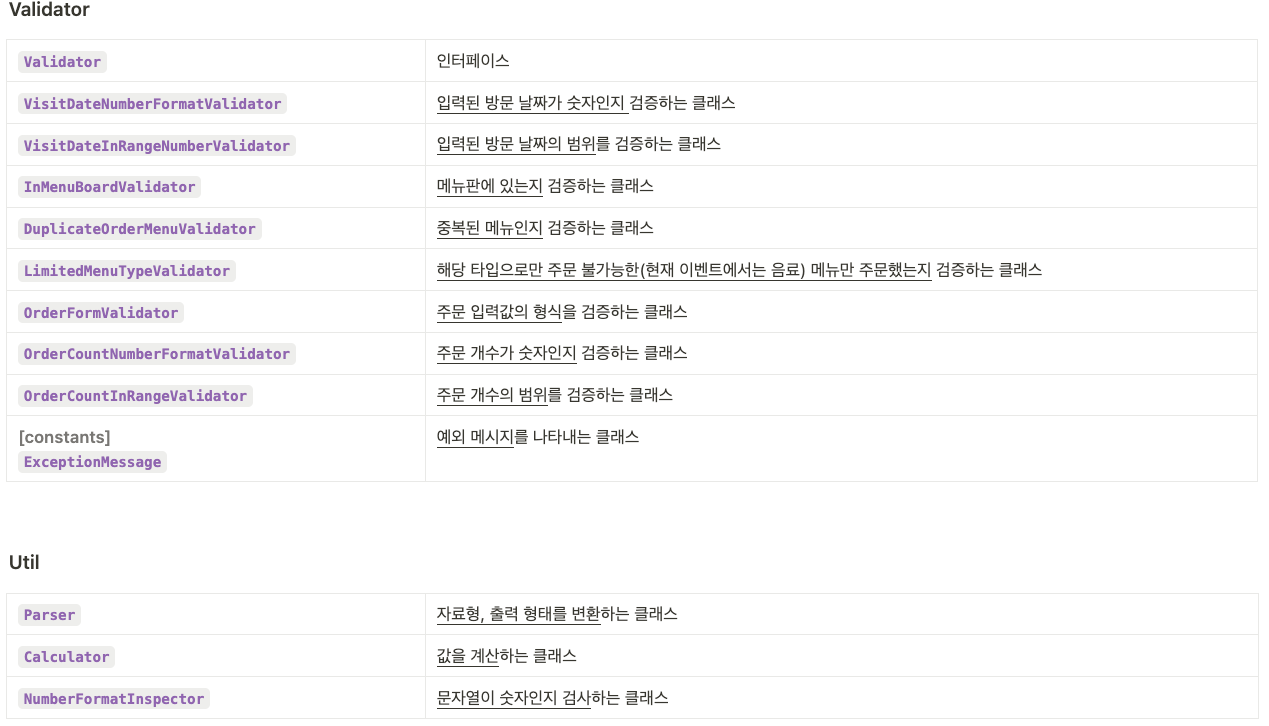 Validator
Validator 인터페이스
VisitDateNumberFormatValidator 입력된 방문 날짜가 숫자인지 검증하는 클래스
VisitDateInRangeNumberValidator 입력된 방문 날짜의 범위를 검증하는 클래스
InMenuBoardValidator 메뉴판에 있는지 검증하는 클래스
DuplicateOrderMenuValidator 중복된 메뉴인지 검증하는 클래스
LimitedMenuTypeValidator 해당 타입으로만 주문 불가능한(현재 이벤트에서는 음료) 메뉴만 주문했는지 검증하는 클래스
OrderFormValidator 주문 입력값의 형식을 검증하는 클래스
OrderCountNumberFormatValidator 주문 개수가 숫자인지 검증하는 클래스
OrderCountInRangeValidator 주문 개수의 범위를 검증하는 클래스
[constants] 예외 메시지를 나타내는 클래스
ExceptionMessage
Util
Parser 자료형, 출력 형태를 변환하는 클래스
Calculator 값을 계산하는 클래스
NumberFormatInspector 문자열이 숫자인지 검사하는 클래스